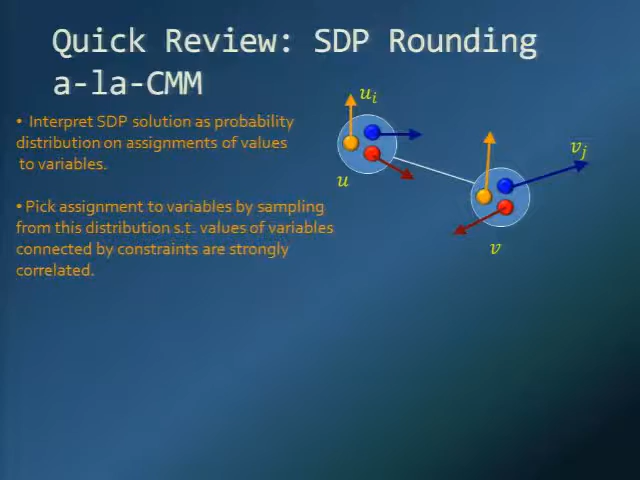 Quick Review: SDP Rounding
a-la-CMM
• Interpret SDP solution as probability
distribution on assignments of values
to variables.
• Pick assignment to variables by sampling
from this distribution s.t. values of variables
connected by constraints are strongly
correlated.
u_i
u
v_j
v